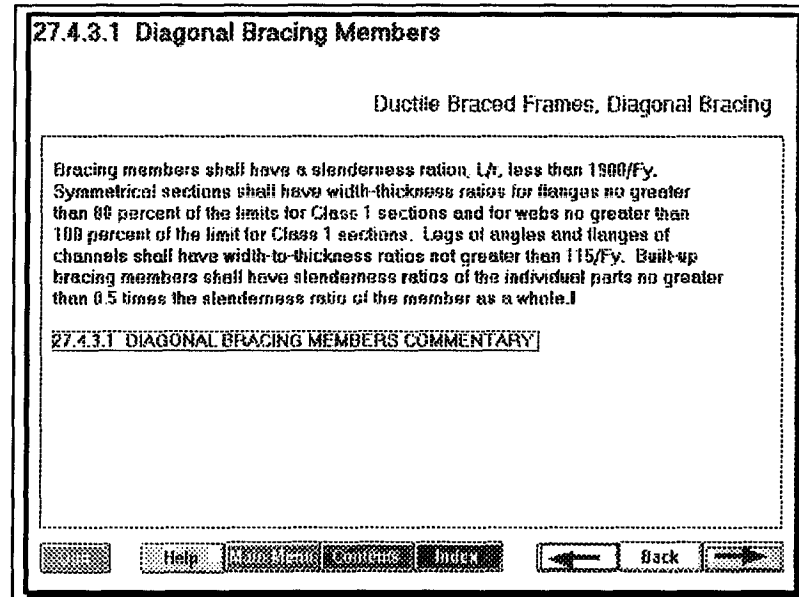 27.4.3.1 Diagonal Bracing Members
Ductile Braced Frames, Diagonal Bracing
Bracing members shall have a slenderness ration, L/r, less than 1900/Fy.
Symmetrical sections shall have width-thickness ratios for flanges no greater
than 80 percent of the limits for Class 1 sections and for webs no greater than
100 percent of the limit for Class 1 sections. Legs of angles and flanges of
channels shall have width-to-thickness ratios not greater than 115/Fy. Built-up
bracing members shall have slenderness ratios of the individual parts no greater
than 0.5 times the slenderness ratio of the member as a whole.
27.4.3.1 DIAGONAL BRACING MEMBERS COMMENTARY
Help Main Menu Contents Index Back